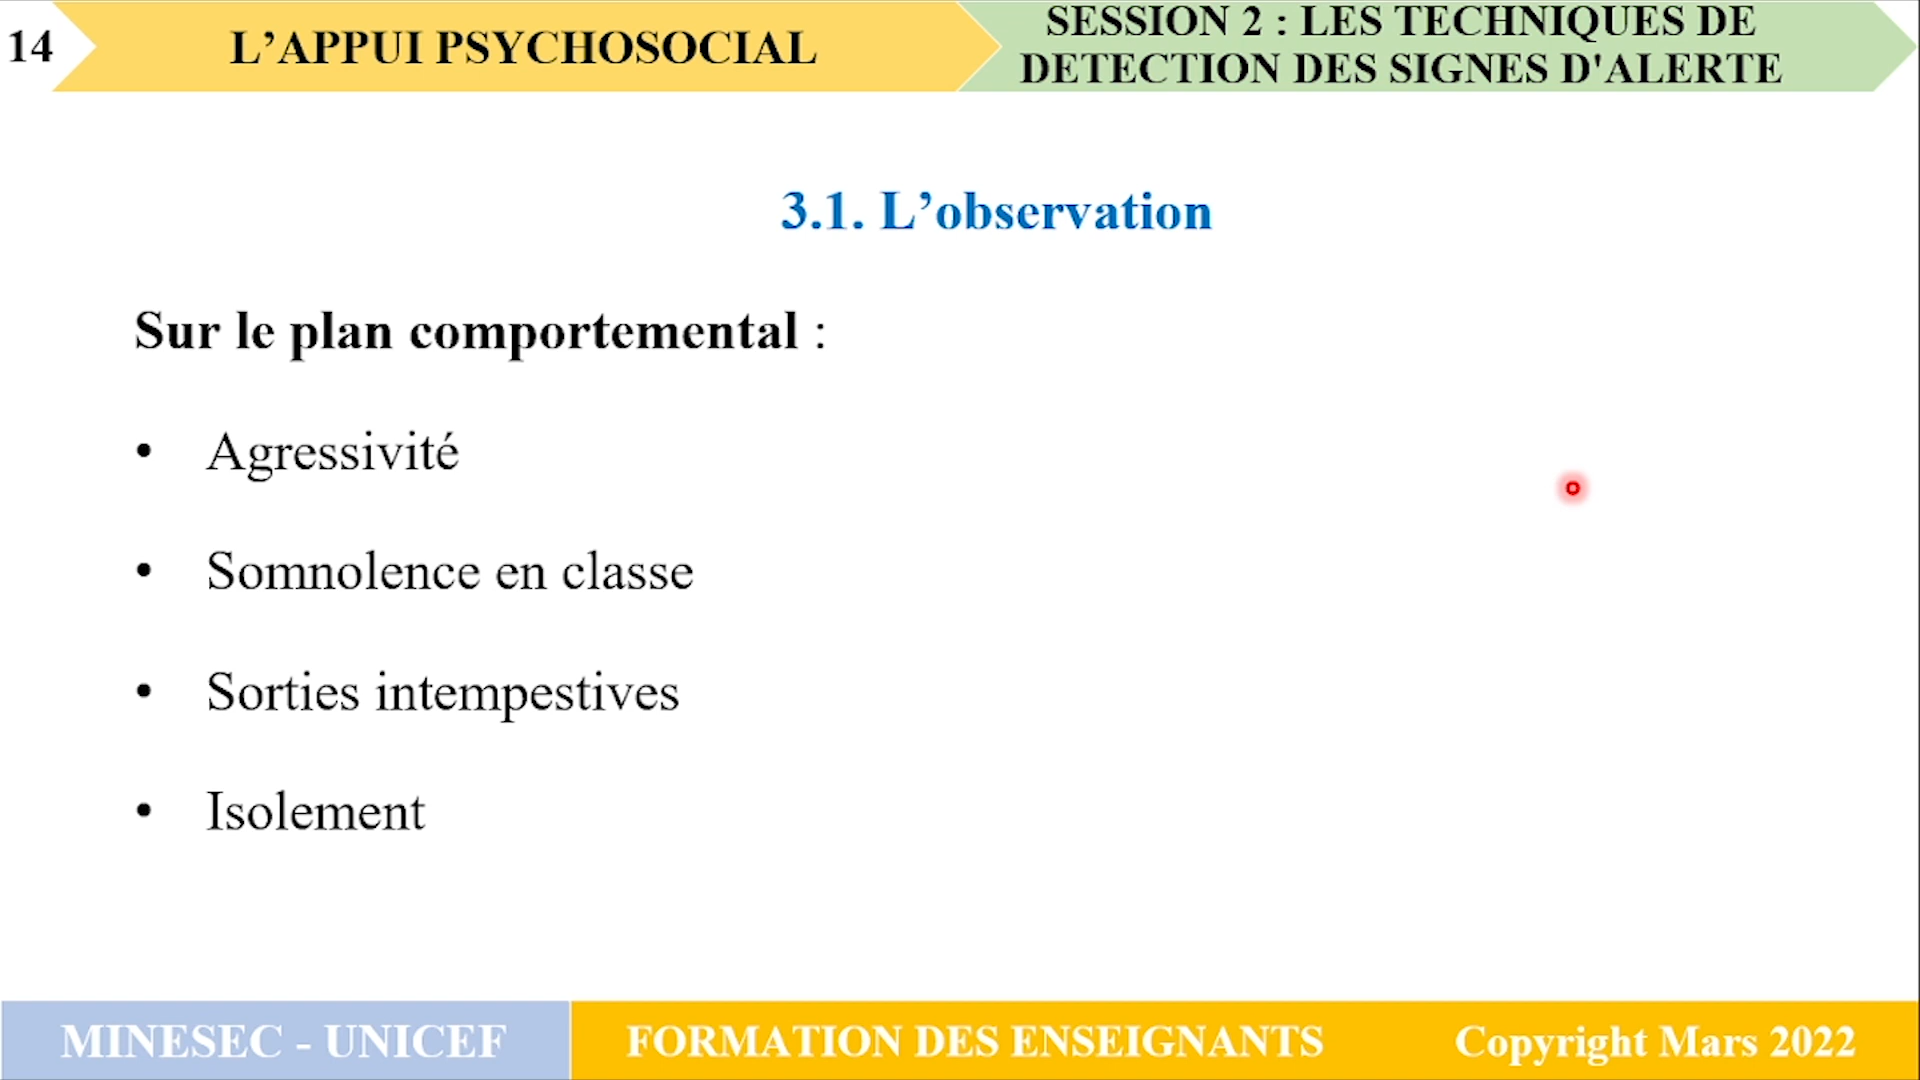 14
L’APPUI PSYCHOSOCIAL
SESSION 2 : LES TECHNIQUES DE
DETECTION DES SIGNES D'ALERTE
3.1. L’observation
Sur le plan comportemental :
• Agressivité
• Somnolence en classe
• Sorties intempestives
• Isolement
MINESEC - UNICEF
FORMATION DES ENSEIGNANTS
Copyright Mars 2022